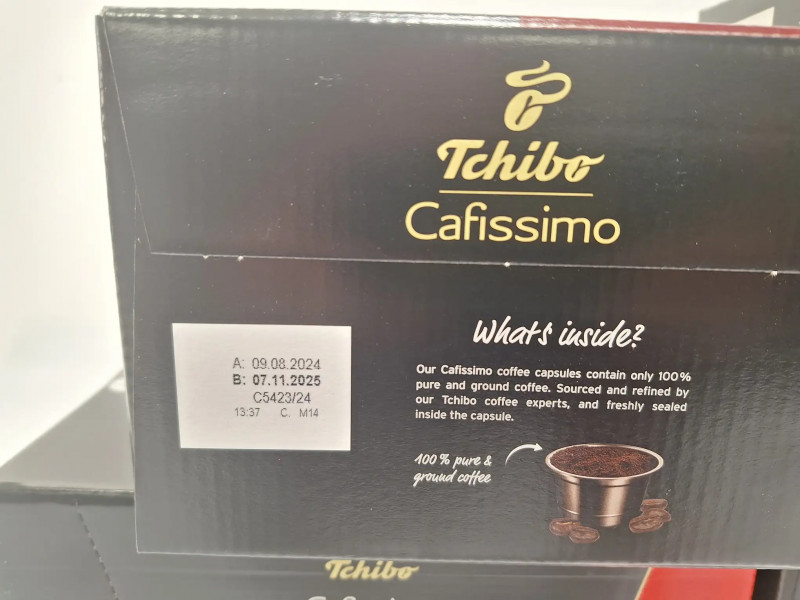 Tchibo
Cafissimo
What's inside?
Our Cafissimo coffee capsules contain only 100%
pure and ground coffee. Sourced and refined by
our Tchibo coffee experts, and freshly sealed
inside the capsule.
100% pure &
ground coffee
A: 09.08.2024
B: 07.11.2025
C5423/24
13:37 C. M14
Tchibo